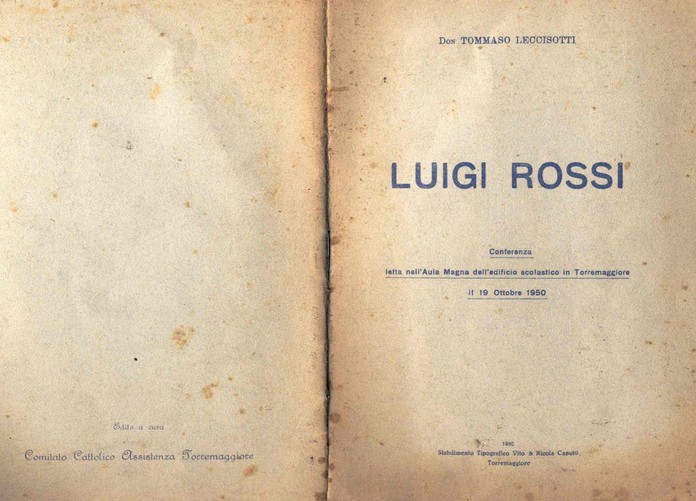 Edito a cura
Comitato Cattolico Assistenza Torremaggiore
Don TOMMASO LECCISOTTI
LUIGI ROSSI
Conferenza
letta nell'Aula Magna dell'edificio scolastico in Torremaggiore
il 19 Ottobre 1950
Stabilimento Tipografico Vito & Nicola Caputo
Torremaggiore